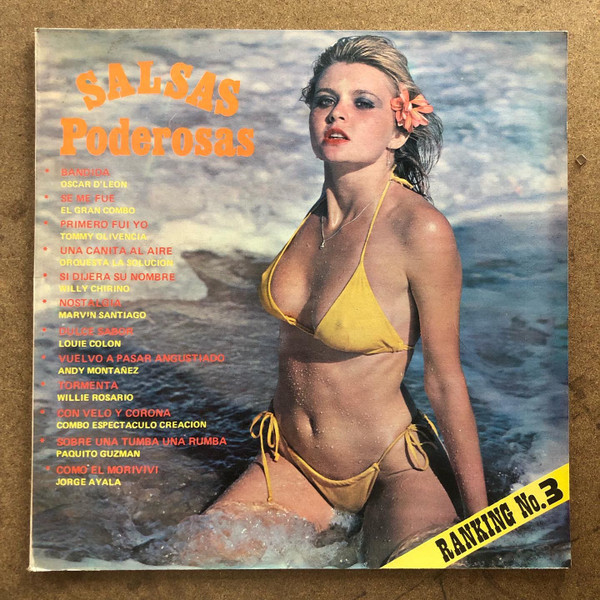 SALSAS
Poderosas
* BANDIDA
OSCAR D'LEON
* SE ME FUE
EL GRAN COMBO
* PRIMERO FUI YO
TOMMY OLIVENCIA
* UNA CANITA AL AIRE
ORQUESTA LA SOLUCION
* SI DIJERA SU NOMBRE
WILLY CHIRINO
* NOSTALGIA
MARVIN SANTIAGO
* DULCE SABOR
LOUIE COLON
* VUELVO A PASAR ANGUSTIADO
ANDY MONTAÑEZ
* TORMENTA
WILLIE ROSARIO
* CON VELO Y CORONA
COMBO ESPECTACULO CREACION
* SOBRE UNA TUMBA UNA RUMBA
PAQUITO GUZMAN
* COMO EL MORIVIVI
JORGE AYALA
RANKING No.3